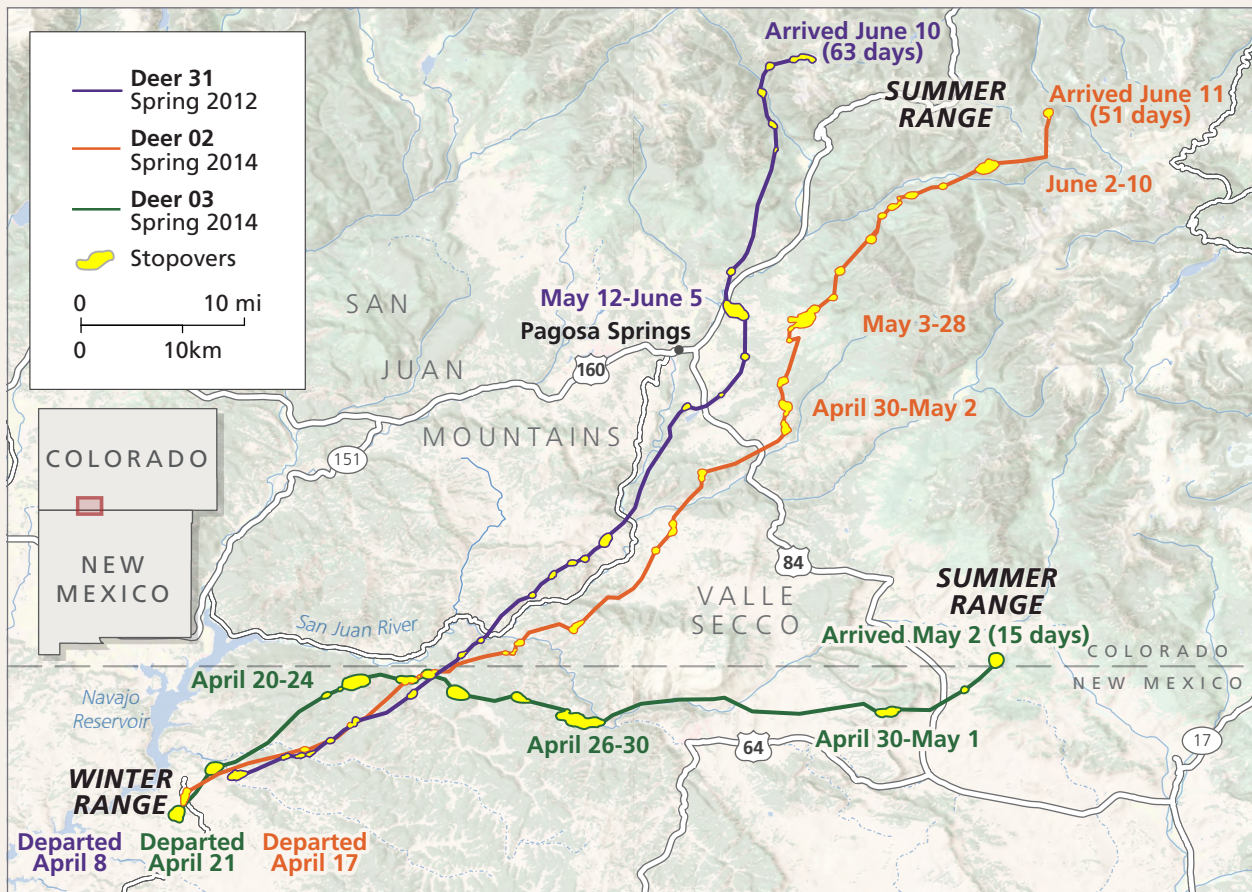 Deer 31
Spring 2012
Deer 02
Spring 2014
Deer 03
Spring 2014
Stopovers
0 10 mi
0 10km
Arrived June 10
(63 days)
SUMMER
RANGE
Arrived June 11
(51 days)
June 2-10
SAN
JUAN
MOUNTAINS
May 12-June 5
Pagosa Springs
160
May 3-28
April 30-May 2
151
COLORADO
NEW
MEXICO
84
VALLE
SECCO
SUMMER
RANGE
Arrived May 2 (15 days)
San Juan River
COLORADO
NEW MEXICO
April 20-24
Navajo
Reservoir
April 26-30
April 30-May 1
64
17
WINTER
RANGE
Departed
April 8
Departed
April 21
Departed
April 17